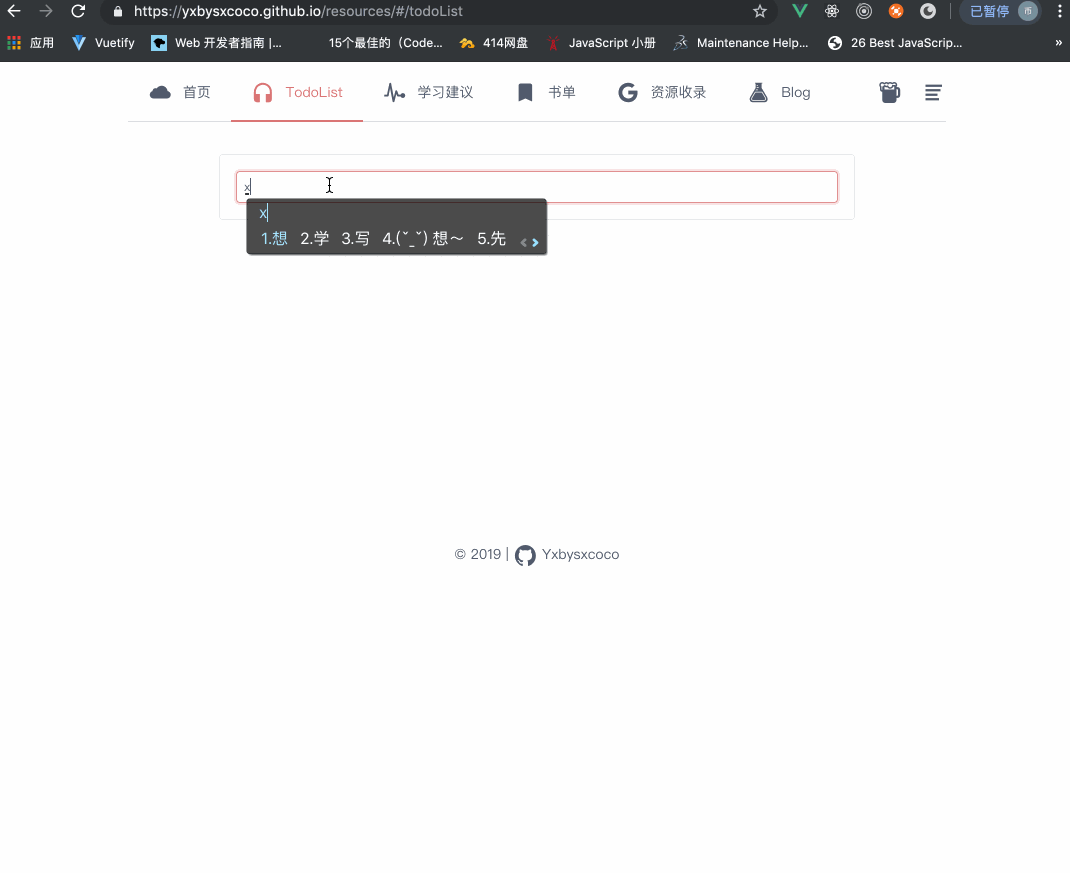 https://yxbysxcoco.github.io/resources/#/todoList 已暂停
应用 Vuetify Web 开发者指南 |... 15个最佳的（Code... 414网盘 JavaScript 小册 Maintenance Help... 26 Best JavaScrip... »
首页 TodoList 学习建议 书单 资源收录 Blog
x
x
1.想 2.学 3.写 4.(˘_˘) 想～ 5.先
© 2019 | Yxbysxcoco